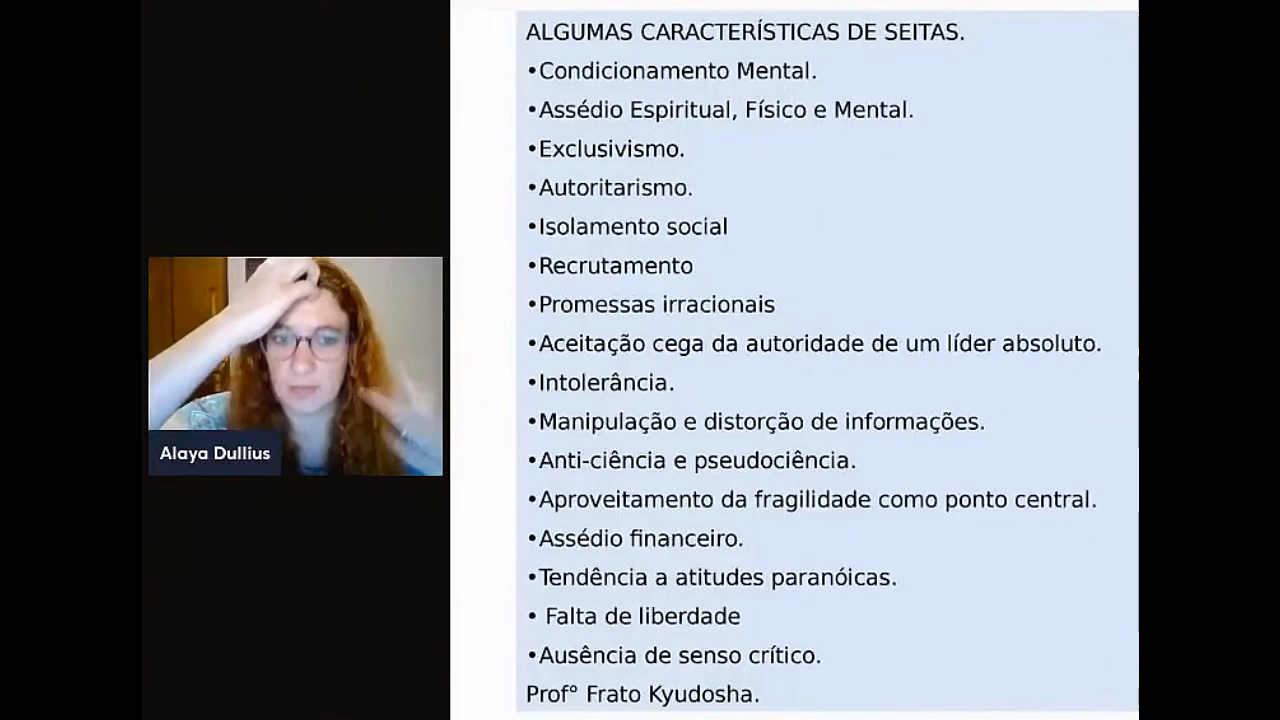 ALGUMAS CARACTERÍSTICAS DE SEITAS.
•Condicionamento Mental.
•Assédio Espiritual, Físico e Mental.
•Exclusivismo.
•Autoritarismo.
•Isolamento social
•Recrutamento
•Promessas irracionais
•Aceitação cega da autoridade de um líder absoluto.
•Intolerância.
•Manipulação e distorção de informações.
•Anti-ciência e pseudociência.
•Aproveitamento da fragilidade como ponto central.
•Assédio financeiro.
•Tendência a atitudes paranóicas.
• Falta de liberdade
•Ausência de senso crítico.
Prof° Frato Kyudosha.
Alaya Dullius